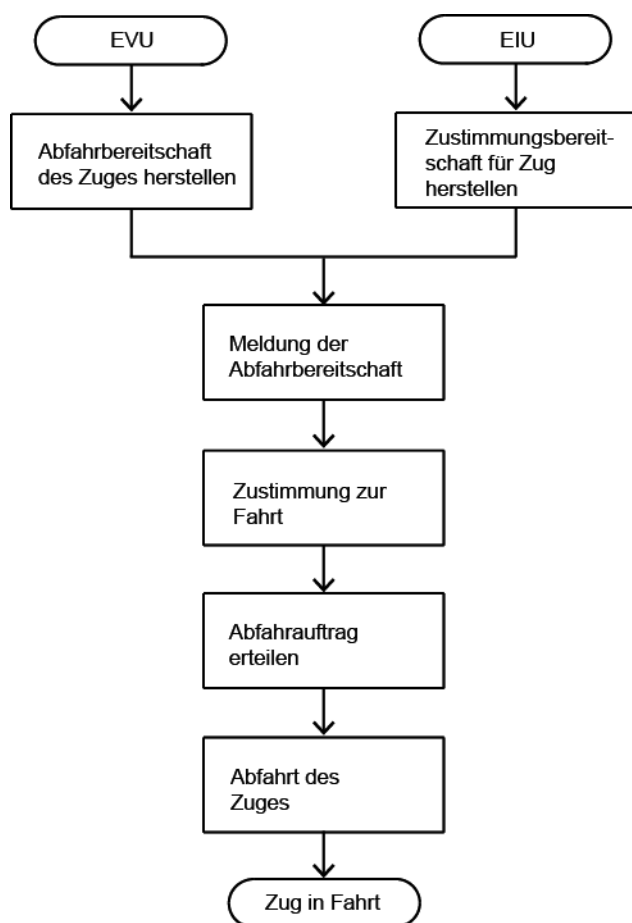 EVU
EIU
Abfahrbereitschaft
des Zuges herstellen
Zustimmungsbereit-
schaft für Zug
herstellen
Meldung der
Abfahrbereitschaft
Zustimmung zur
Fahrt
Abfahrauftrag
erteilen
Abfahrt des
Zuges
Zug in Fahrt